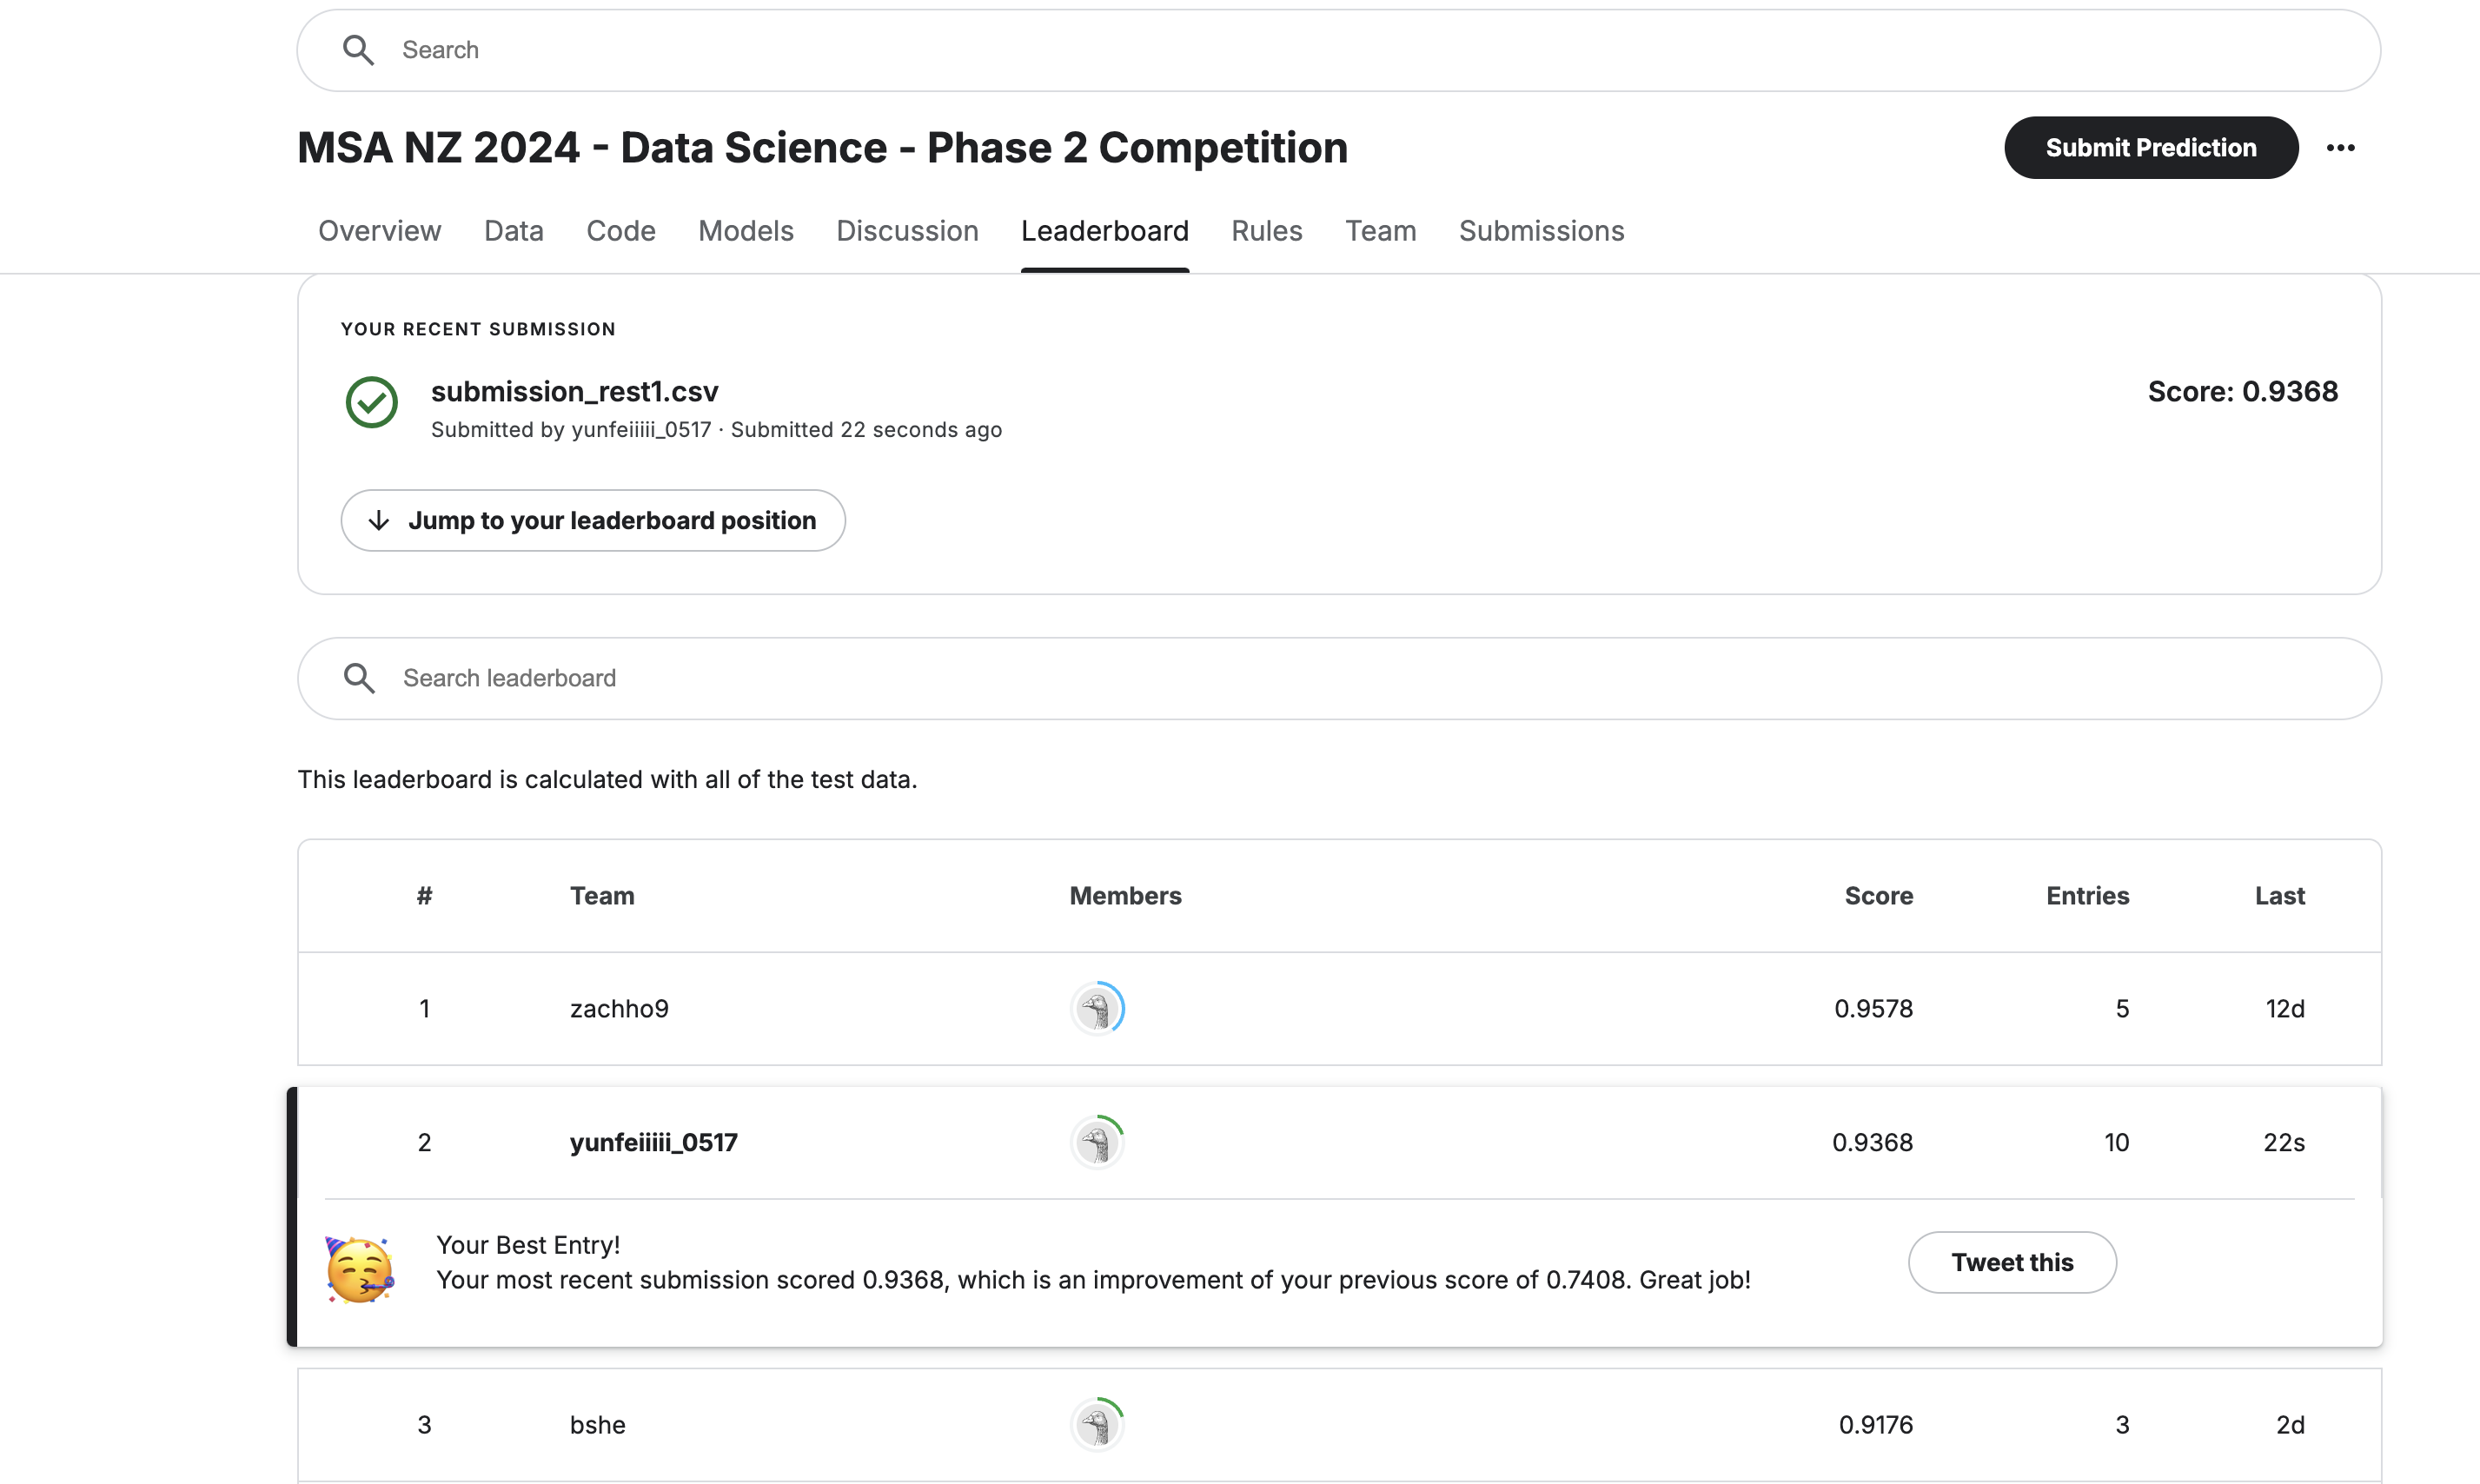 Search
MSA NZ 2024 - Data Science - Phase 2 Competition
Submit Prediction
Overview Data Code Models Discussion Leaderboard Rules Team Submissions
YOUR RECENT SUBMISSION
submission_rest1.csv
Score: 0.9368
Submitted by yunfeiiiii_0517 · Submitted 22 seconds ago
Jump to your leaderboard position
Search leaderboard
This leaderboard is calculated with all of the test data.
# Team Members Score Entries Last
1 zachho9 0.9578 5 12d
2 yunfeiiiii_0517 0.9368 10 22s
Your Best Entry!
Your most recent submission scored 0.9368, which is an improvement of your previous score of 0.7408. Great job!
Tweet this
3 bshe 0.9176 3 2d